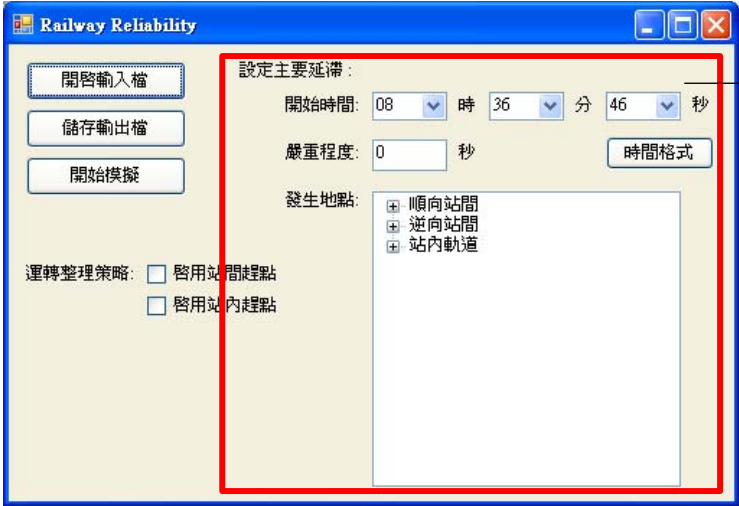 Railway Reliability
開啓輸入檔
儲存輸出檔
開始模擬
運轉整理策略: 啓用站間趕點
啓用站內趕點
設定主要延滯 :
開始時間: 08 時 36 分 46 秒
嚴重程度: 0 秒 時間格式
發生地點:
順向站間
逆向站間
站內軌道